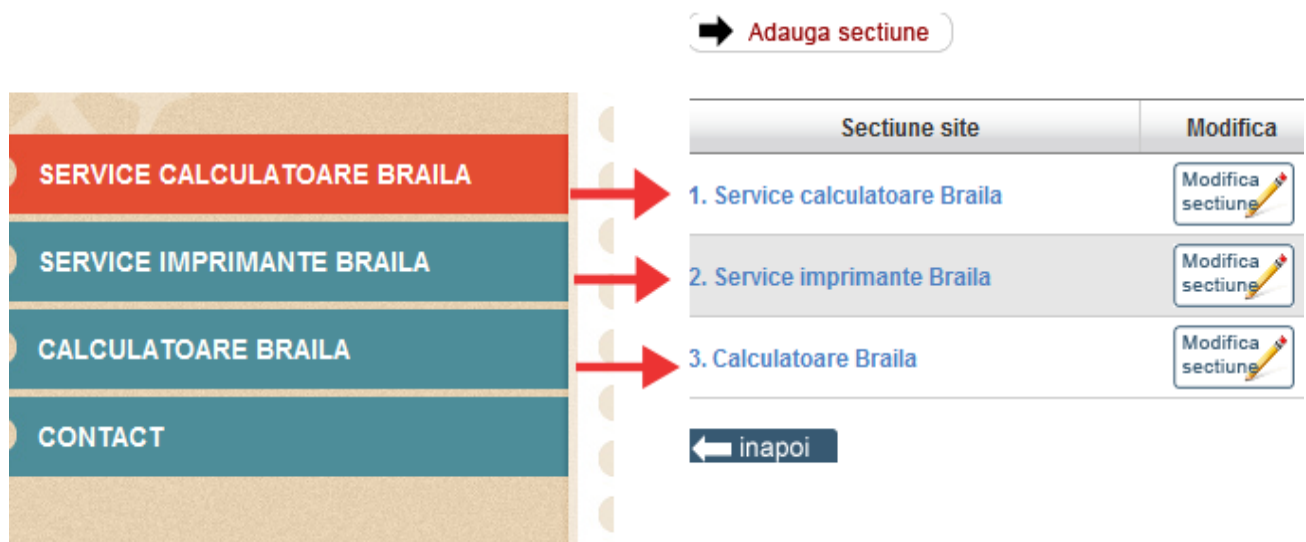 Adauga sectiune
SERVICE CALCULATOARE BRAILA
SERVICE IMPRIMANTE BRAILA
CALCULATOARE BRAILA
CONTACT
Sectiune site Modifica
1. Service calculatoare Braila Modifica
sectiune
2. Service imprimante Braila Modifica
sectiune
3. Calculatoare Braila Modifica
sectiune
inapoi